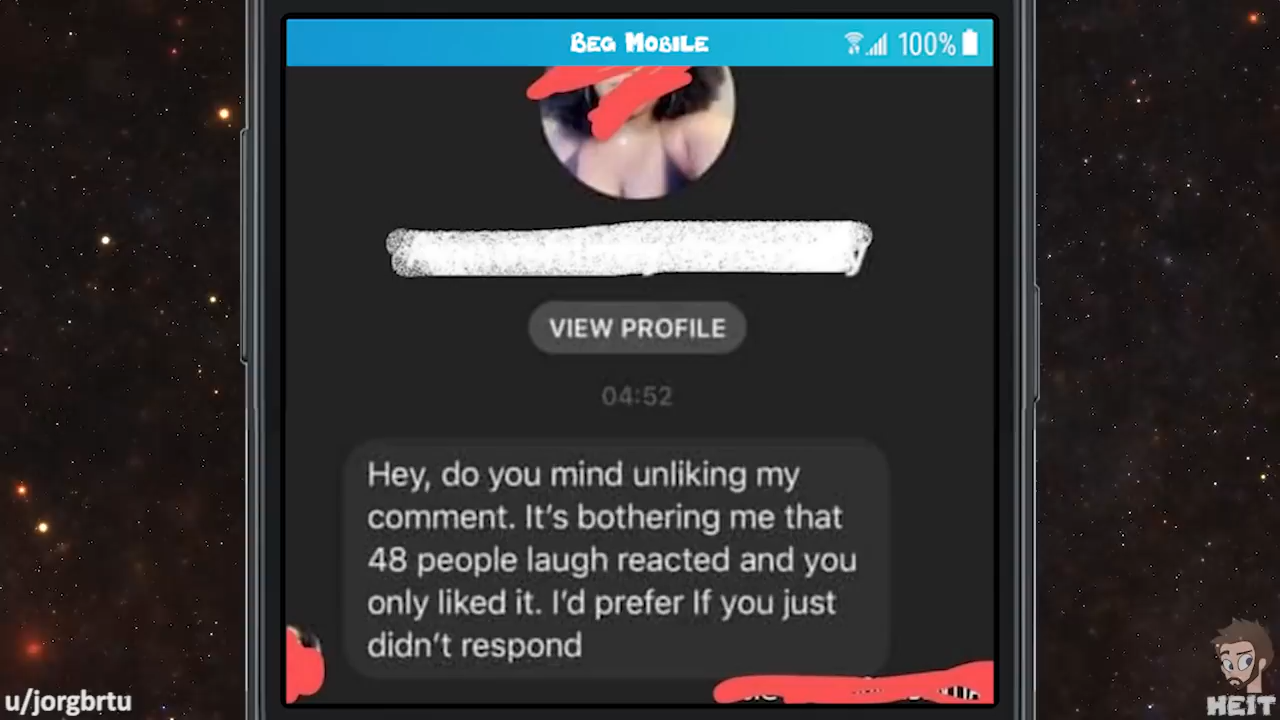 BEG MOBILE
100%
VIEW PROFILE
04:52
Hey, do you mind unliking my
comment. It's bothering me that
48 people laugh reacted and you
only liked it. I'd prefer If you just
didn't respond
u/jorgbrtu
HEIT